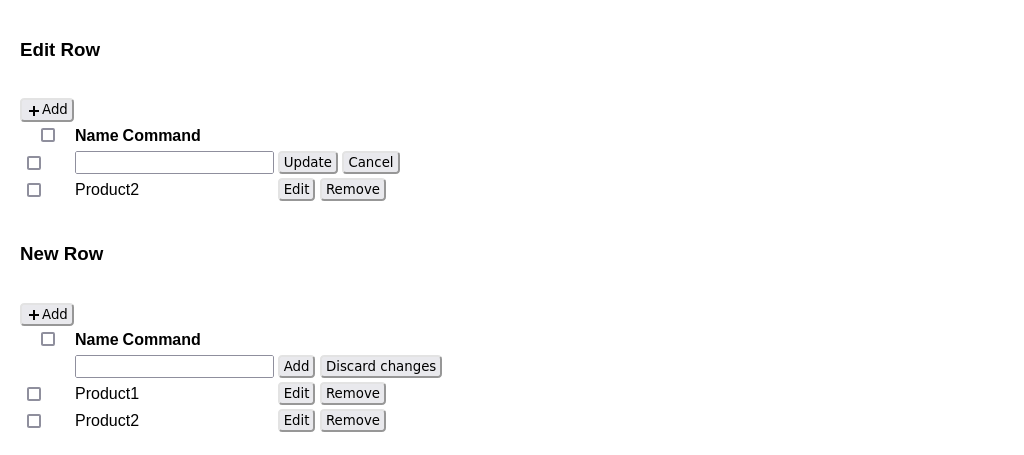 Edit Row
+ Add
Name Command
Update Cancel
Product2 Edit Remove
New Row
+ Add
Name Command
Add Discard changes
Product1 Edit Remove
Product2 Edit Remove